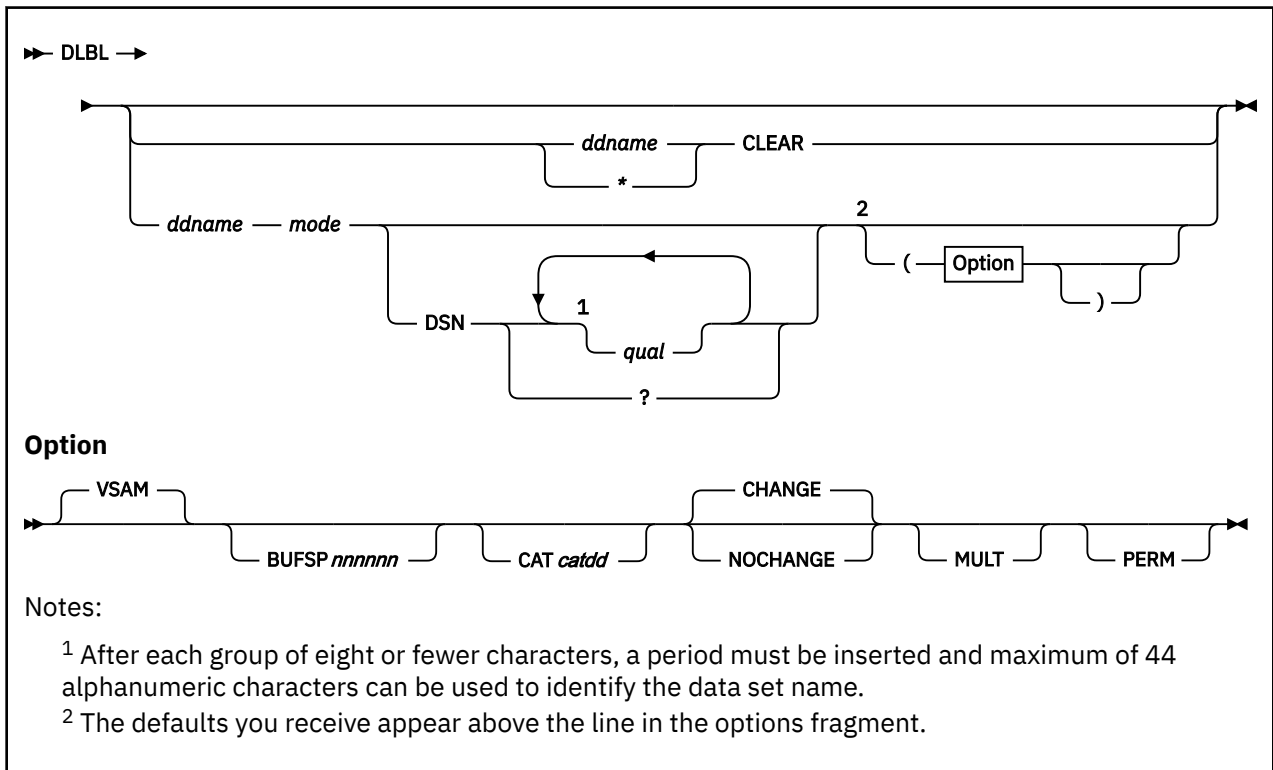 DLBL
ddname CLEAR
*
ddname mode 2
( Option
)
DSN 1
qual
?
Option
VSAM CHANGE
BUFSP nnnnnn CAT catdd NOCHANGE MULT PERM
Notes:
1 After each group of eight or fewer characters, a period must be inserted and maximum of 44
alphanumeric characters can be used to identify the data set name.
2 The defaults you receive appear above the line in the options fragment.